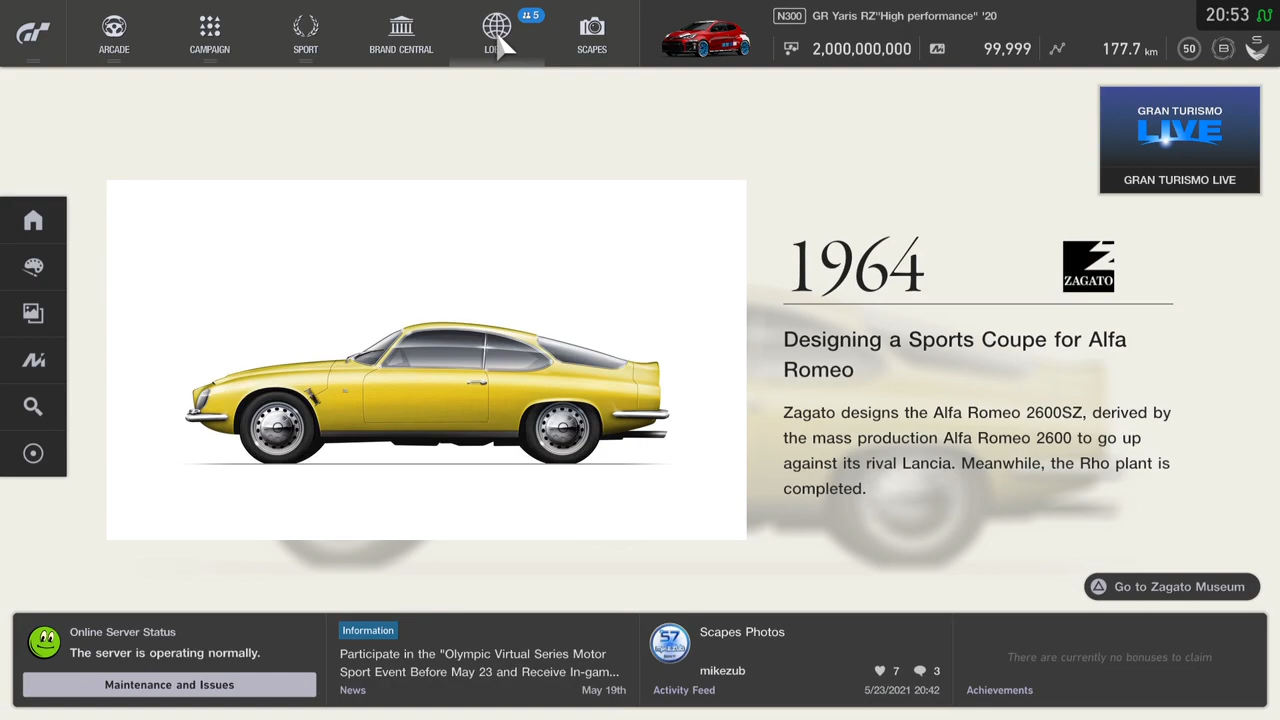 GT
ARCADE
CAMPAIGN
SPORT
BRAND CENTRAL
5
SCAPES
N300 GR Yaris RZ"High performance" '20
2,000,000,000
99,999
177.7 km
20:53
50
B
S
GRAN TURISMO
LIVE
GRAN TURISMO LIVE
1964
ZAGATO
Designing a Sports Coupe for Alfa
Romeo
Zagato designs the Alfa Romeo 2600SZ, derived by
the mass production Alfa Romeo 2600 to go up
against its rival Lancia. Meanwhile, the Rho plant is
completed.
Go to Zagato Museum
Online Server Status
The server is operating normally.
Maintenance and Issues
Information
Participate in the "Olympic Virtual Series Motor
Sport Event Before May 23 and Receive In-gam...
News
May 19th
57
Scapes Photos
mikezub
7
3
Activity Feed
5/23/2021 20:42
There are currently no bonuses to claim
Achievements